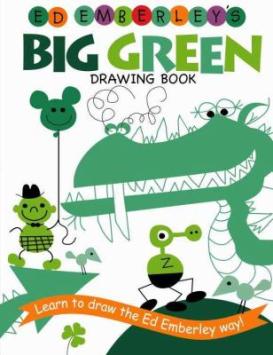 ED EMBERLEY'S
BIG GREEN
DRAWING BOOK
Z
Learn to draw the Ed Emberley way!